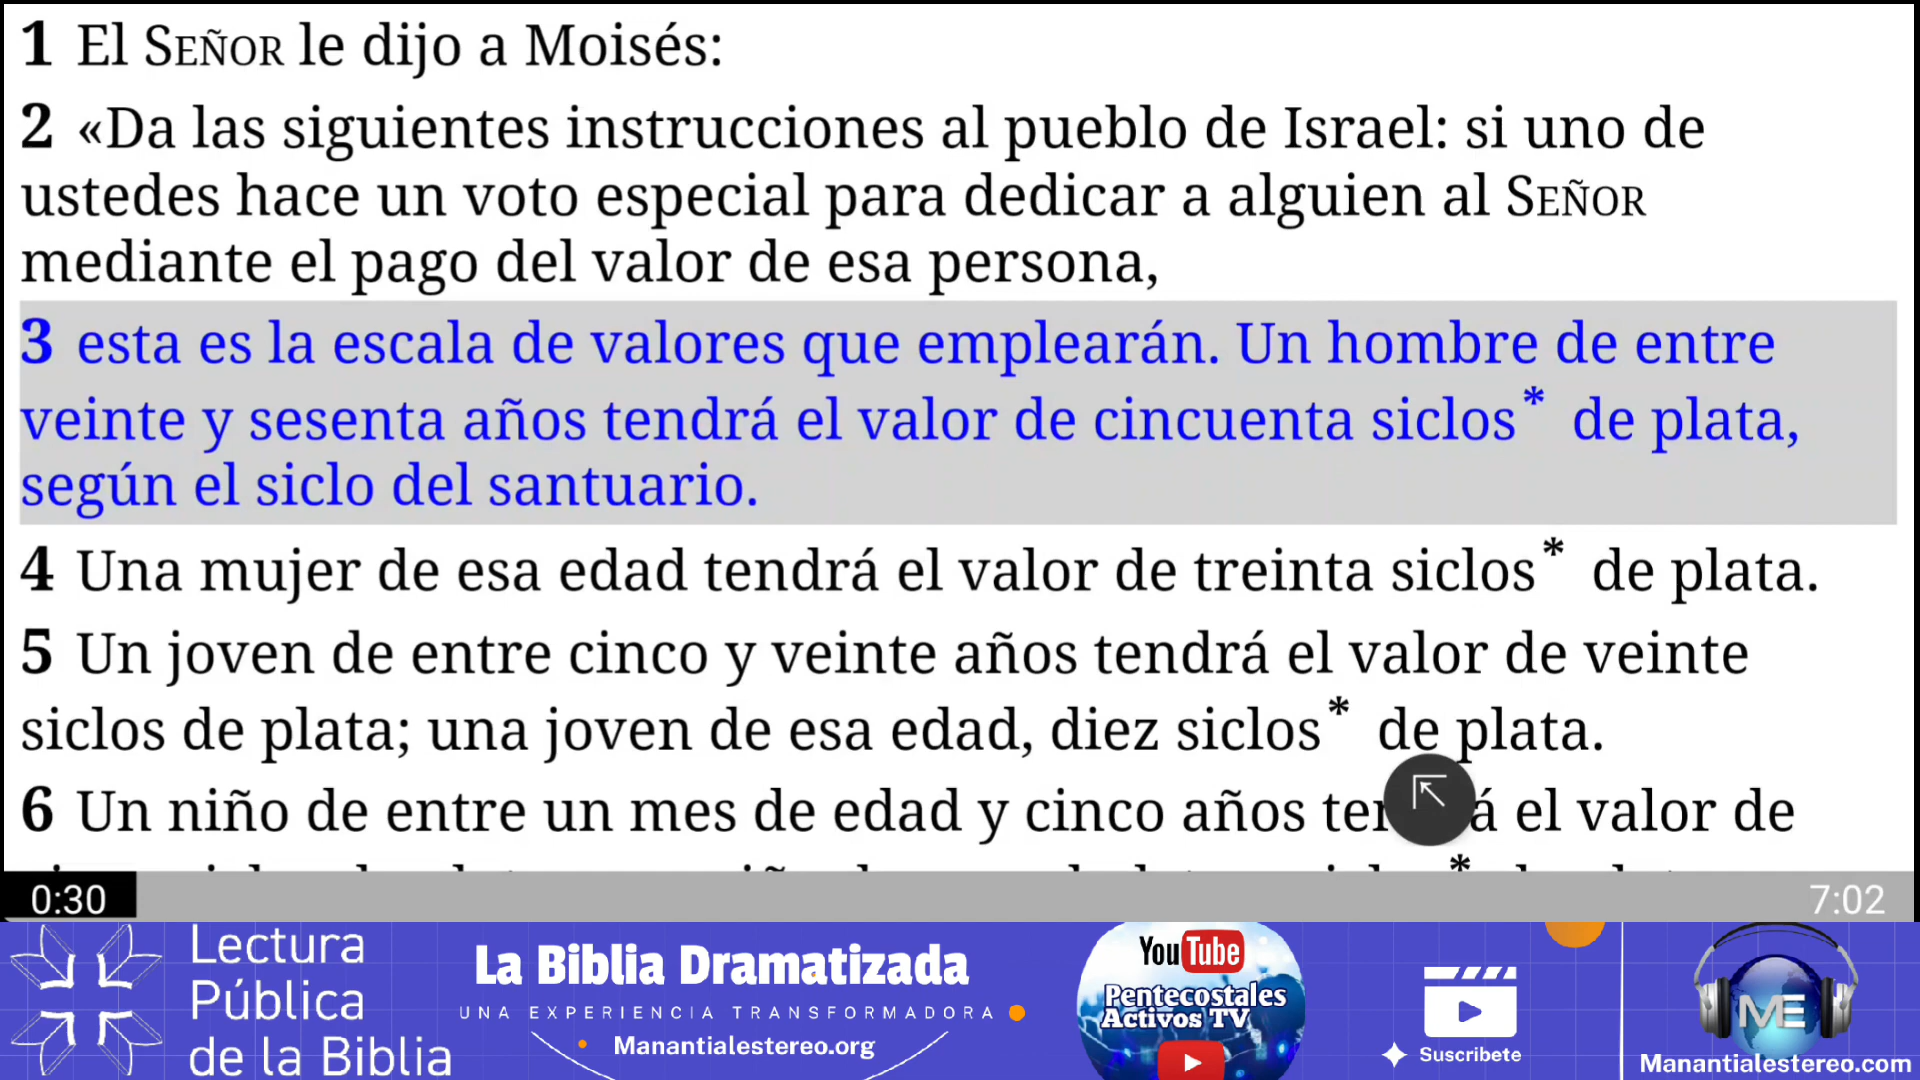 1 El SEÑOR le dijo a Moisés:
2 «Da las siguientes instrucciones al pueblo de Israel: si uno de
ustedes hace un voto especial para dedicar a alguien al SEÑOR
mediante el pago del valor de esa persona,
3 esta es la escala de valores que emplearán. Un hombre de entre
veinte y sesenta años tendrá el valor de cincuenta siclos* de plata,
según el siclo del santuario.
4 Una mujer de esa edad tendrá el valor de treinta siclos* de plata.
5 Un joven de entre cinco y veinte años tendrá el valor de veinte
siclos de plata; una joven de esa edad, diez siclos* de plata.
6 Un niño de entre un mes de edad y cinco años el valor de
0:30 7:02
Lectura
Pública
de la Biblia
La Biblia Dramatizada
UNA EXPERIENCIA TRANSFORMADORA
Manantialestereo.org
YouTube
Pentecostales
Activos TV
Suscribete
ME
Manantialestereo.com